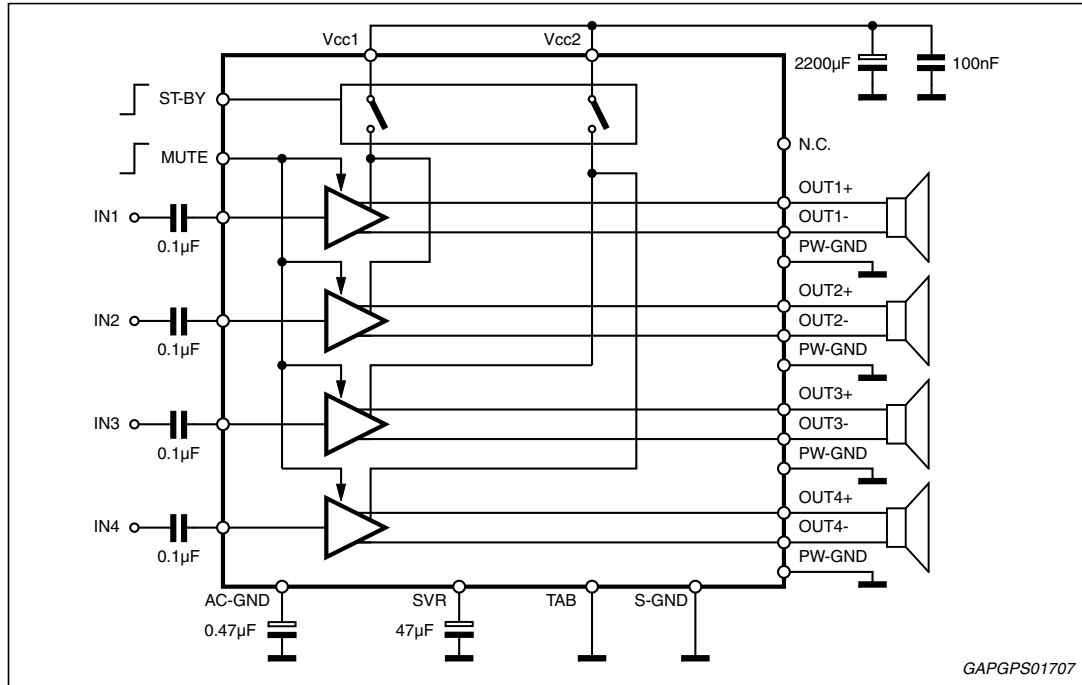 Vcc1
Vcc2
2200µF
100nF
ST-BY
N.C.
MUTE
OUT1+
IN1
OUT1-
0.1µF
PW-GND
OUT2+
IN2
OUT2-
0.1µF
PW-GND
OUT3+
IN3
OUT3-
0.1µF
PW-GND
OUT4+
IN4
OUT4-
0.1µF
PW-GND
AC-GND
SVR
TAB
S-GND
0.47µF
47µF
GAPGPS01707